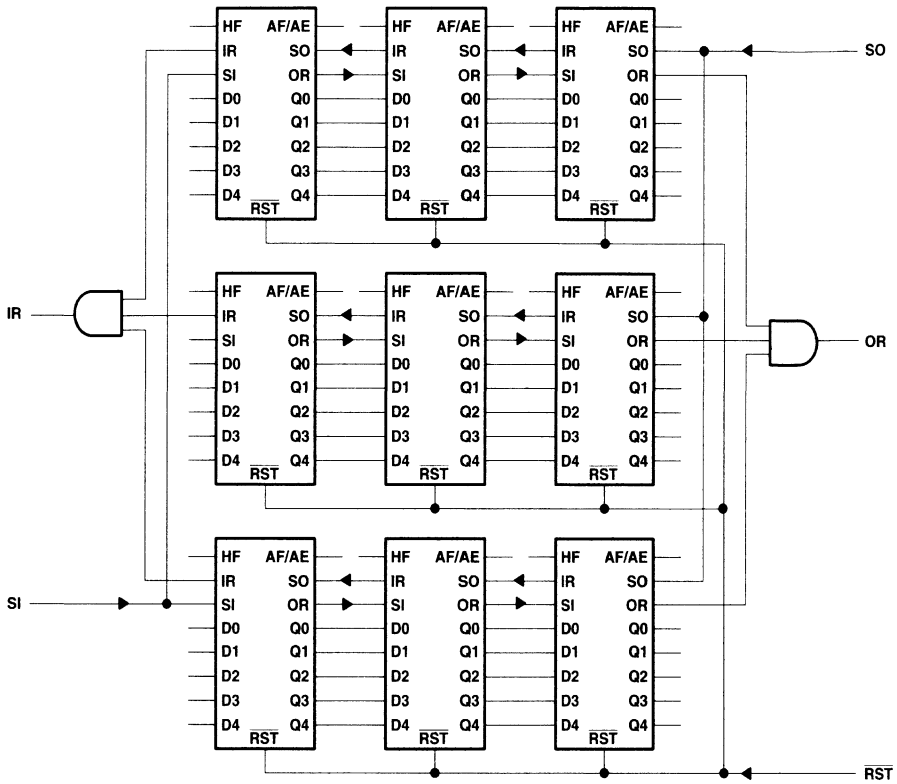 HF AF/AE HF AF/AE HF AF/AE
IR SO IR SO IR SO SO
SI OR SI OR SI OR
D0 Q0 D0 Q0 D0 Q0
D1 Q1 D1 Q1 D1 Q1
D2 Q2 D2 Q2 D2 Q2
D3 Q3 D3 Q3 D3 Q3
D4 Q4 D4 Q4 D4 Q4
RST RST RST
HF AF/AE HF AF/AE HF AF/AE
IR IR SO IR SO IR SO
SI OR SI OR SI OR OR
D0 Q0 D0 Q0 D0 Q0
D1 Q1 D1 Q1 D1 Q1
D2 Q2 D2 Q2 D2 Q2
D3 Q3 D3 Q3 D3 Q3
D4 Q4 D4 Q4 D4 Q4
RST RST RST
HF AF/AE HF AF/AE HF AF/AE
IR SO IR SO IR SO
SI SI OR SI OR SI OR
D0 Q0 D0 Q0 D0 Q0
D1 Q1 D1 Q1 D1 Q1
D2 Q2 D2 Q2 D2 Q2
D3 Q3 D3 Q3 D3 Q3
D4 Q4 D4 Q4 D4 Q4
RST RST RST
RST